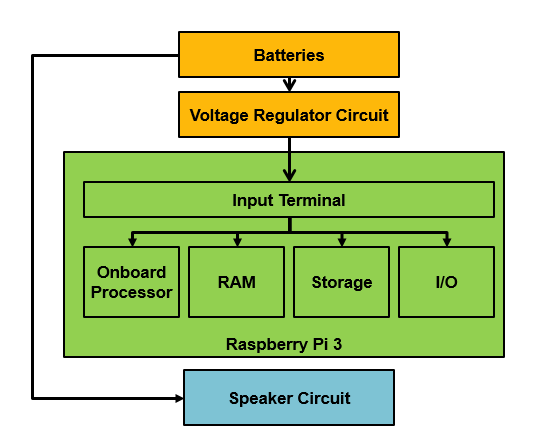 Batteries
Voltage Regulator Circuit
Input Terminal
Onboard
Processor
RAM
Storage
I/O
Raspberry Pi 3
Speaker Circuit